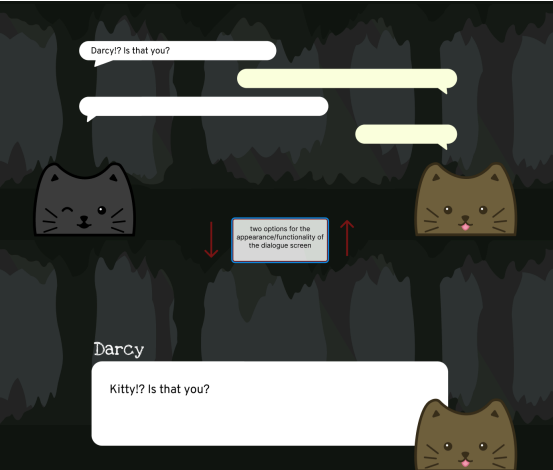 Darcy!? Is that you?
two options for the
appearance/functionality of
the dialogue screen
Darcy
Kitty!? Is that you?